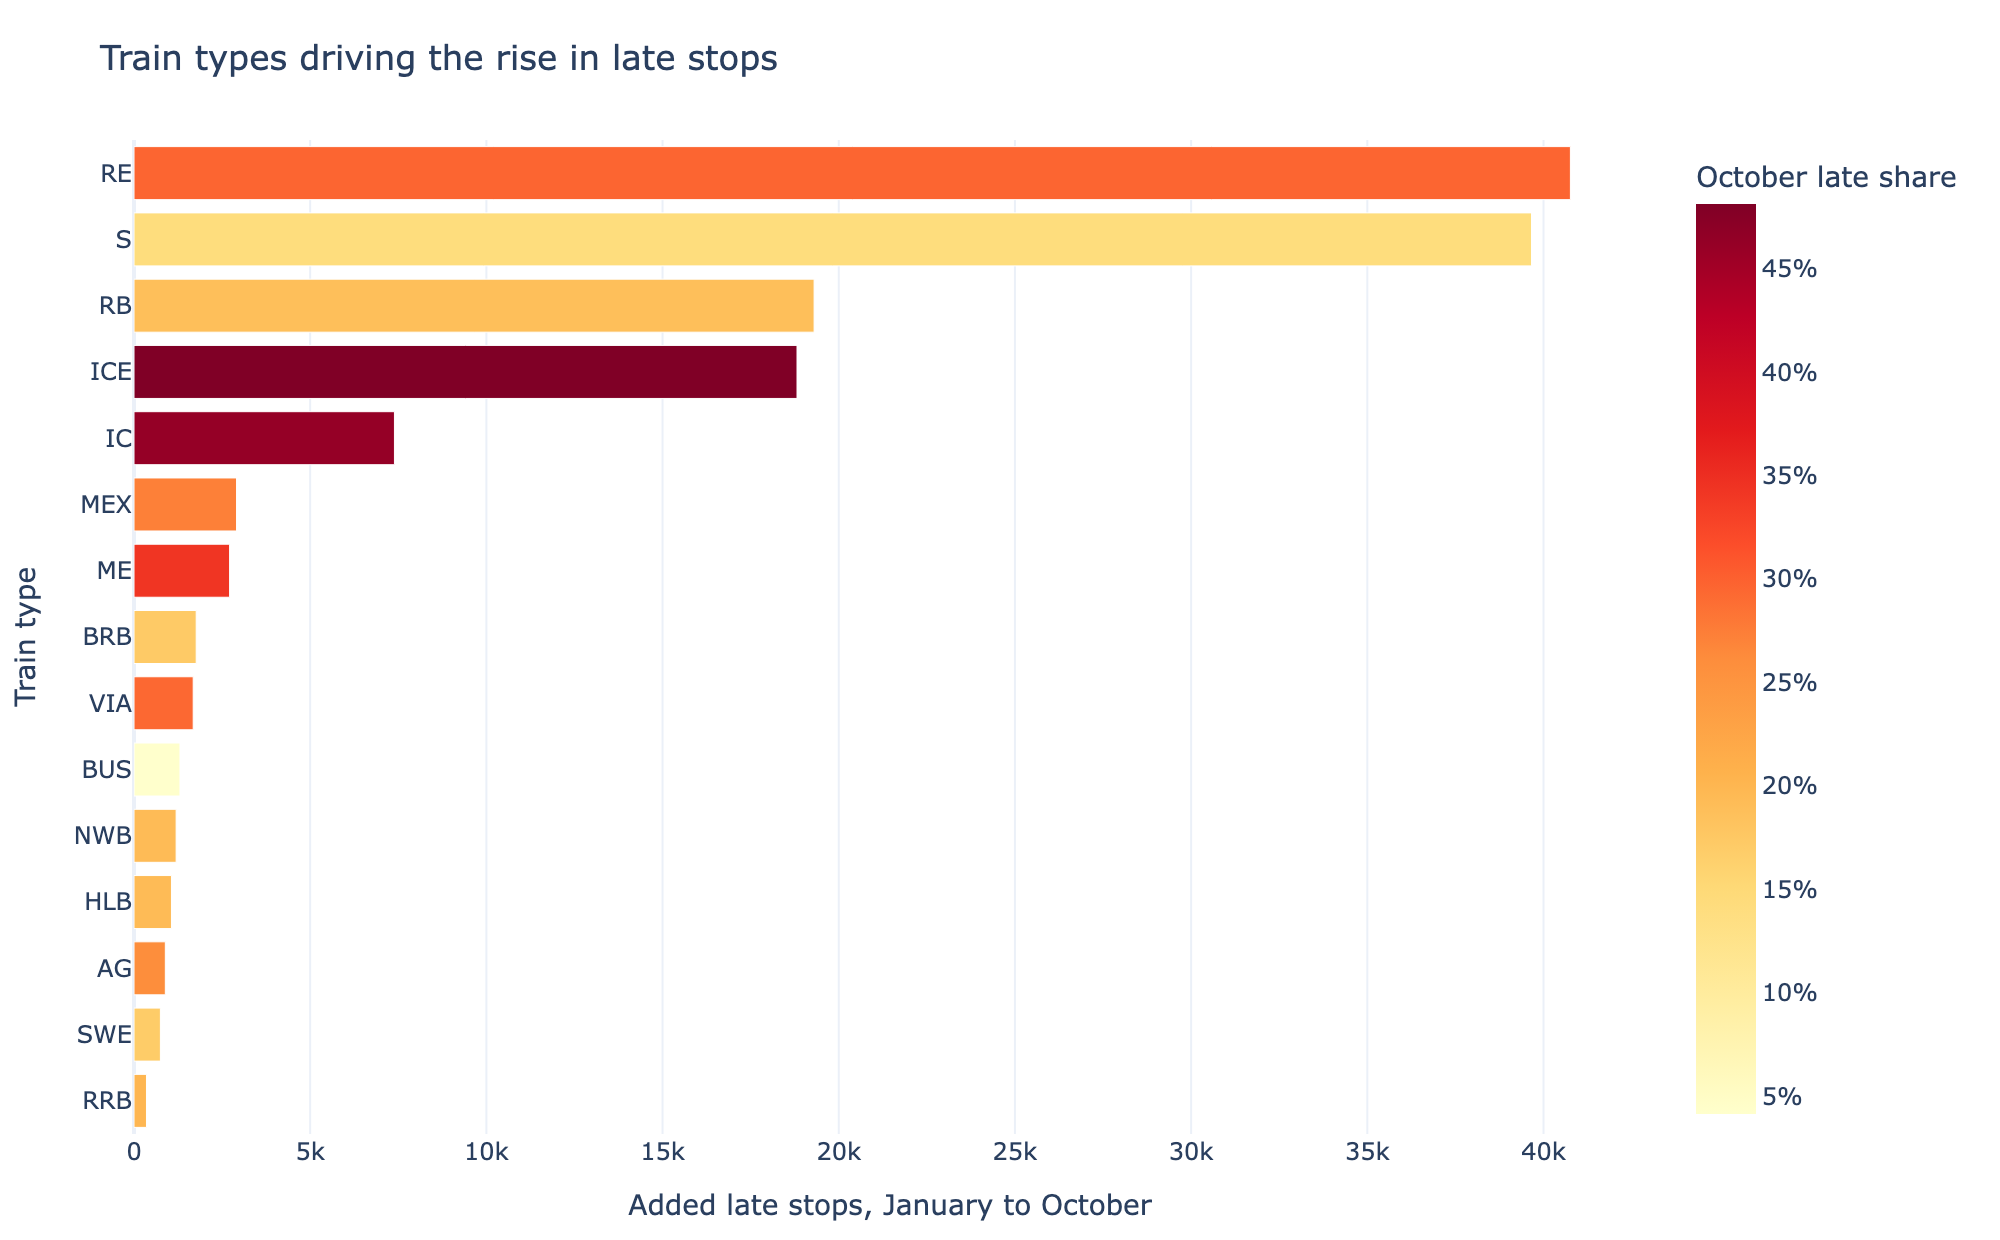 Train types driving the rise in late stops
October late share
RE
S
RB
ICE
IC
MEX
ME
BRB
VIA
BUS
NWB
HLB
AG
SWE
RRB
Train type
0
5k
10k
15k
20k
25k
30k
35k
40k
Added late stops, January to October
45%
40%
35%
30%
25%
20%
15%
10%
5%